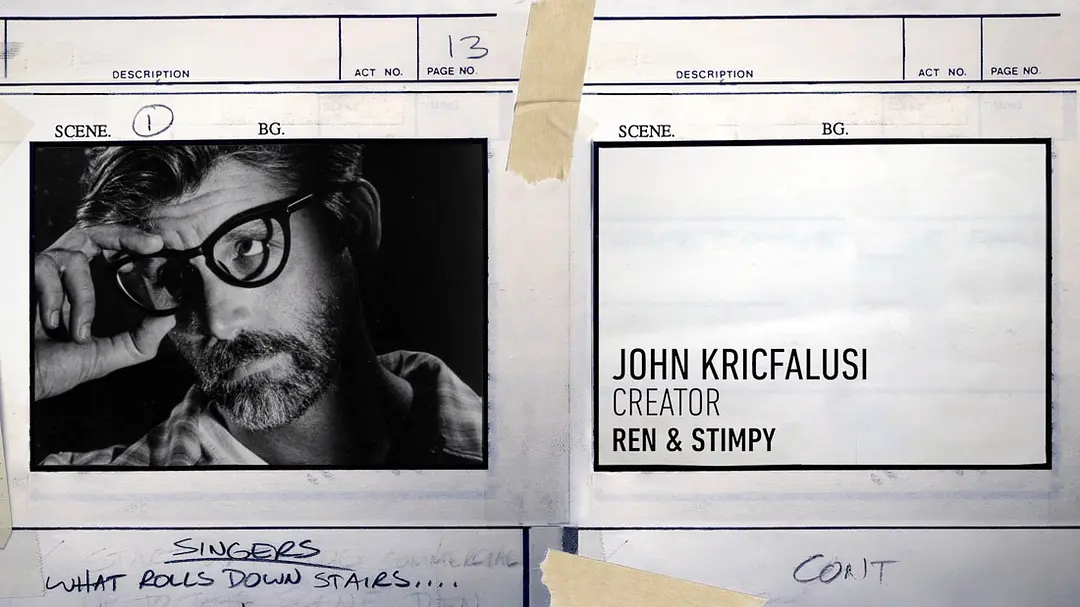 13
DESCRIPTION ACT NO. PAGE NO.
DESCRIPTION ACT NO. PAGE NO.
SCENE. 1 BG.
SCENE. BG.
JOHN KRICFALUSI
CREATOR
REN & STIMPY
SINGERS
WHAT ROLLS DOWN STAIRS....
CON'T